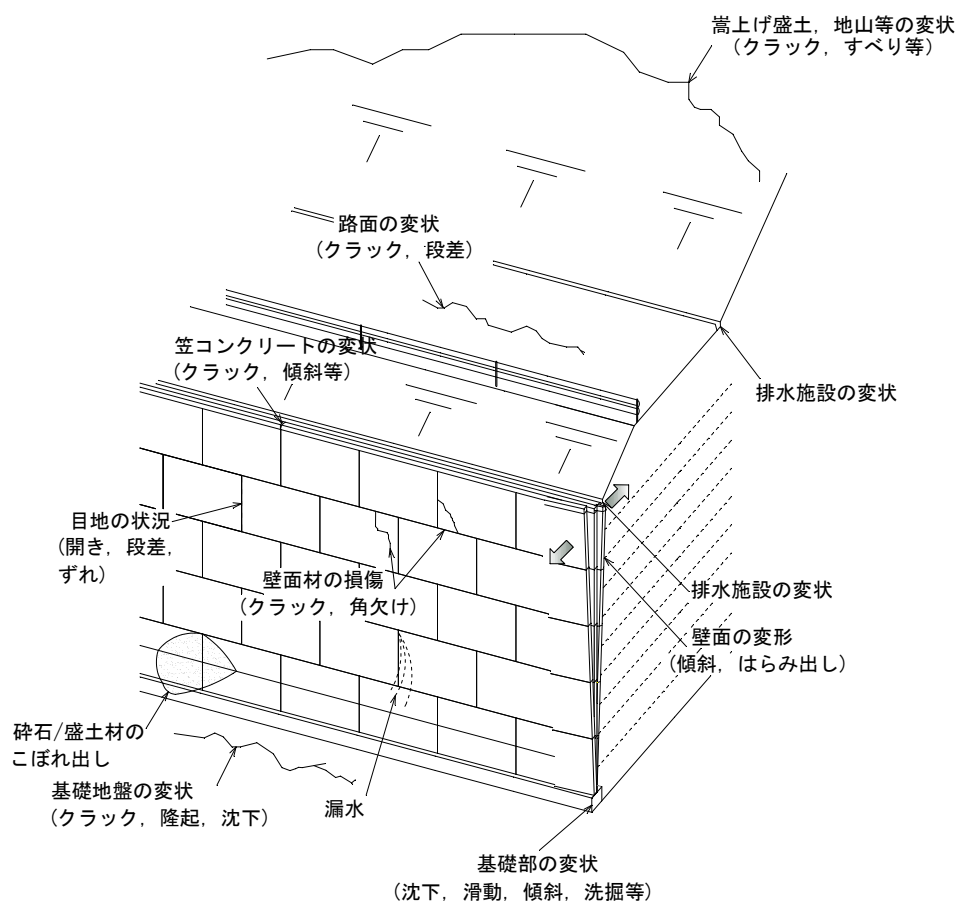 嵩上げ盛土，地山等の変状
（クラック，すべり等）
路面の変状
（クラック，段差）
笠コンクリートの変状
（クラック，傾斜等）
排水施設の変状
目地の状況
（開き，段差，
ずれ）
壁面材の損傷
（クラック，角欠け）
排水施設の変状
壁面の変形
（傾斜，はらみ出し）
砕石/盛土材の
こぼれ出し
基礎地盤の変状
（クラック，隆起，沈下）
漏水
基礎部の変状
（沈下，滑動，傾斜，洗掘等）